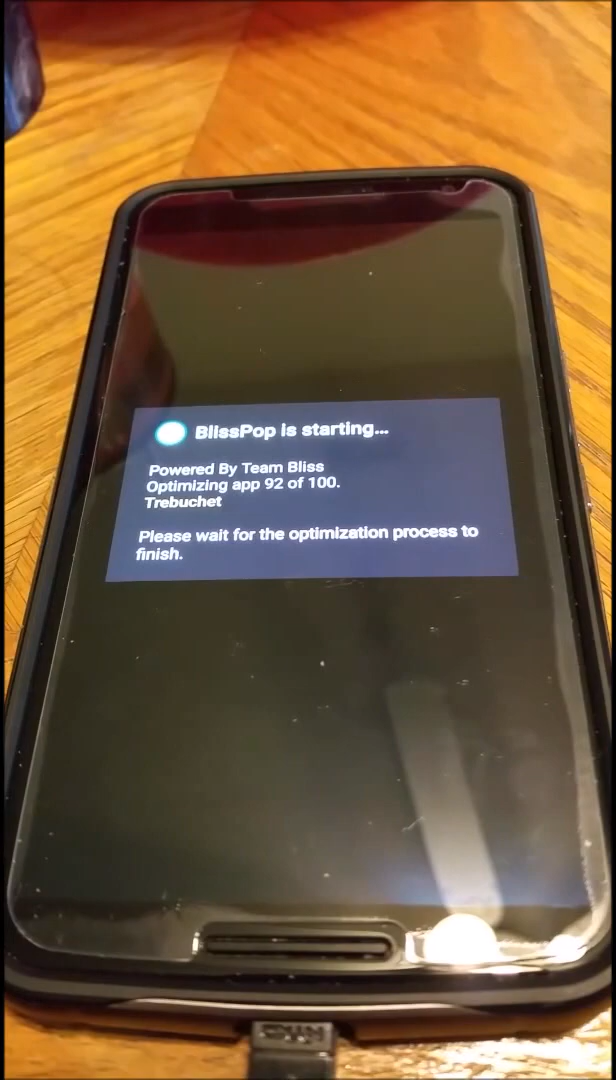 BlissPop is starting...
Powered By Team Bliss
Optimizing app 92 of 100.
Trebuchet
Please wait for the optimization process to
finish.